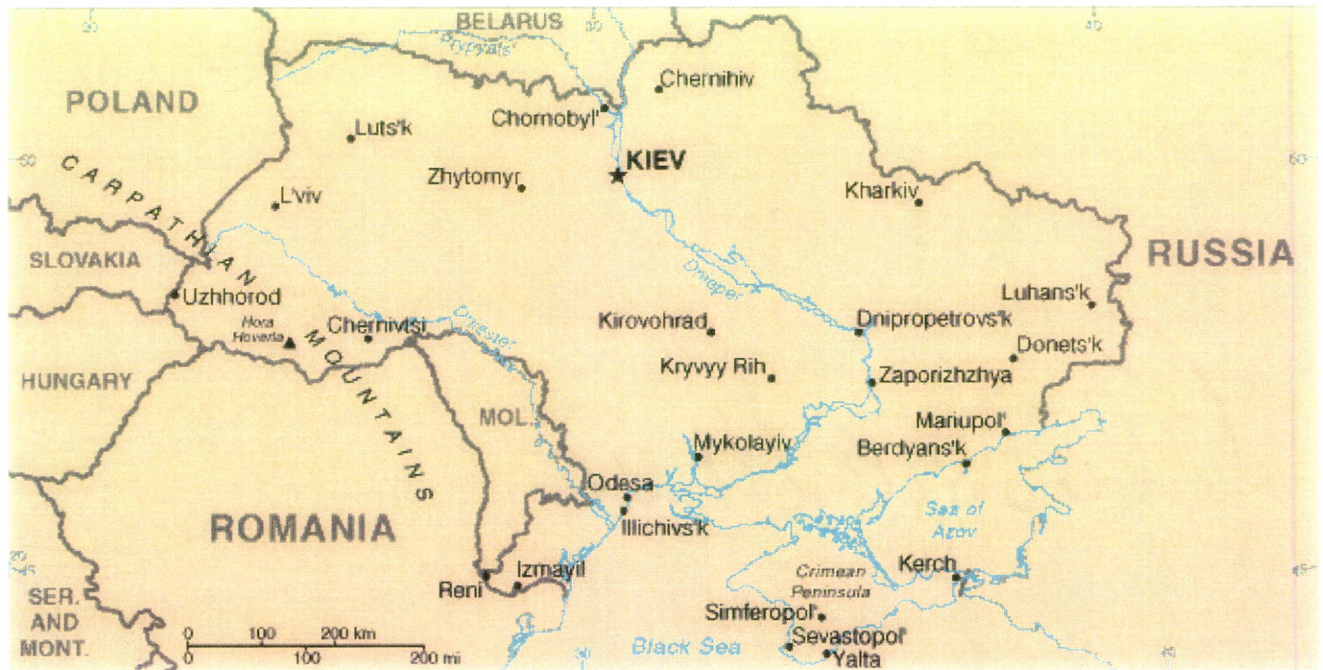 BELARUS
Prypyats
40
POLAND
Chernihiv
Chornobyl'
Luts'k
KIEV
CARPATHIAN
MOUNTAINS
Zhytomyr
Kharkiv
L'viv
RUSSIA
SLOVAKIA
Uzhhorod
Dnieper
Luhans'k
Hora
Hoverla
Chernivtsi
Dniester
Kirovohrad
Dnipropetrovs'k
Donets'k
HUNGARY
Kryvyy Rih
Zaporizhzhya
MOL.
Mariupol'
Mykolayiv
Berdyans'k
Odesa
Illichivs'k
Sea of
Azov
ROMANIA
Izmayil
Reni
Kerch
Crimean
Peninsula
SER.
AND
MONT.
Simferopol'
Sevastopol'
Yalta
Black Sea
0 100 200 km
0 100 200 mi